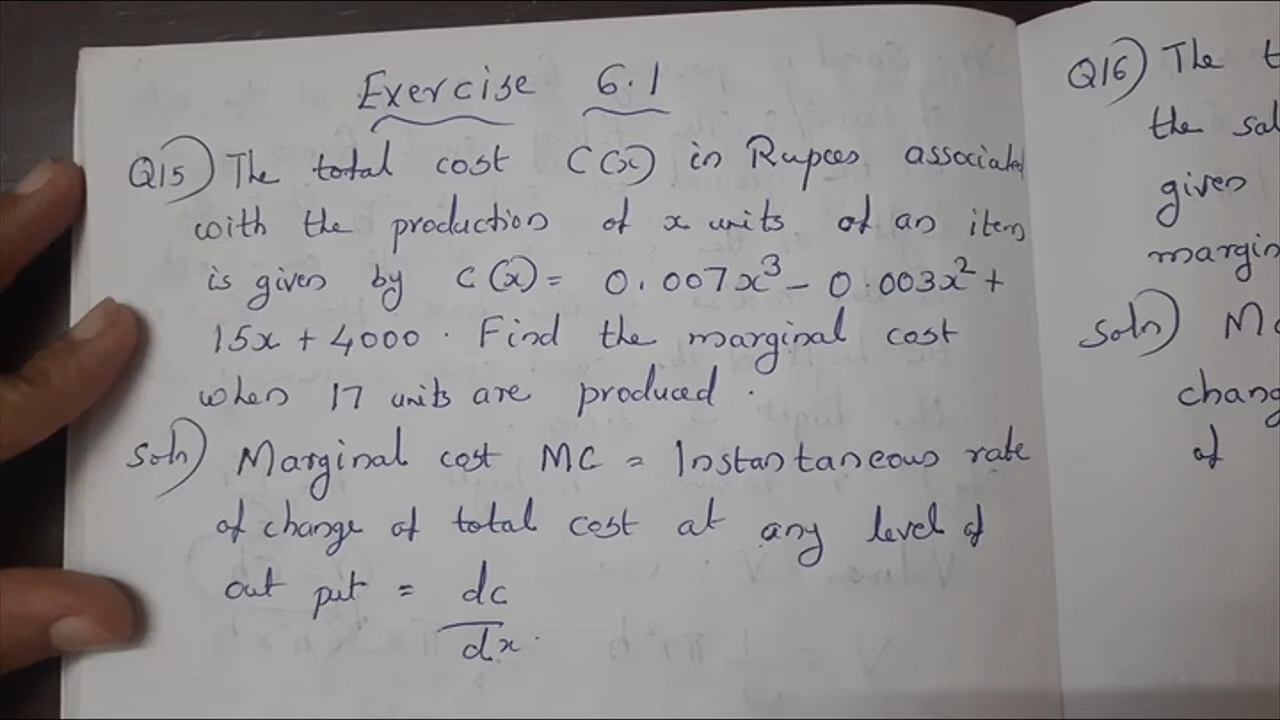 Exercise 6.1
Q15) The total cost C(x) in Rupees associated
with the production of x units of an item
is given by C(x) = 0.007x³ - 0.003x² +
15x + 4000. Find the marginal cost
when 17 units are produced.
Soln) Marginal cost MC = Instantaneous rate
of change of total cost at any level of
out put = dc
dx.
Q16) The t
the sal
given
margin
Soln) Ma
chang
of